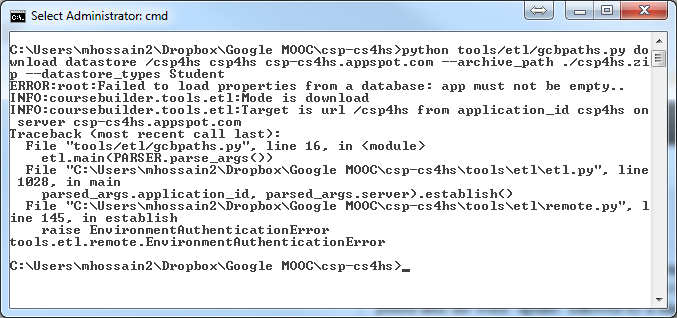 Select Administrator: cmd
C:\Users\mhossain2\Dropbox\Google MOOC\csp-cs4hs>python tools/etl/gcbpaths.py do
wnload datastore /csp4hs csp4hs csp-cs4hs.appspot.com --archive_path ./csp4hs.zi
p --datastore_types Student
ERROR:root:Failed to load properties from a database: app must not be empty..
INFO:coursebuilder.tools.etl:Mode is download
INFO:coursebuilder.tools.etl:Target is url /csp4hs from application_id csp4hs on
 server csp-cs4hs.appspot.com
Traceback (most recent call last):
  File "tools/etl/gcbpaths.py", line 16, in <module>
    etl.main(PARSER.parse_args())
  File "C:\Users\mhossain2\Dropbox\Google MOOC\csp-cs4hs\tools\etl\etl.py", line
 1028, in main
    parsed_args.application_id, parsed_args.server).establish()
  File "C:\Users\mhossain2\Dropbox\Google MOOC\csp-cs4hs\tools\etl\remote.py", l
ine 145, in establish
    raise EnvironmentAuthenticationError
tools.etl.remote.EnvironmentAuthenticationError
C:\Users\mhossain2\Dropbox\Google MOOC\csp-cs4hs>_